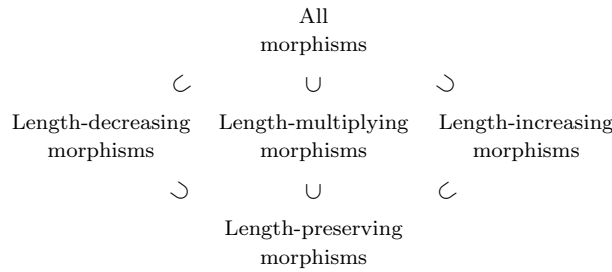 All
morphisms
∪ ∪ ∪
Length-decreasing Length-multiplying Length-increasing
morphisms morphisms morphisms
∪ ∪ ∪
Length-preserving
morphisms